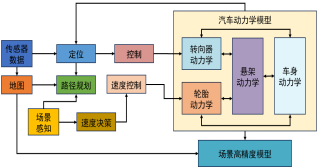 汽车动力学模型
传感器
数据
定位
控制
转向器
动力学
悬架
动力学
车身
动力学
地图
路径规划
速度控制
轮胎
动力学
场景
感知
速度决策
场景高精度模型